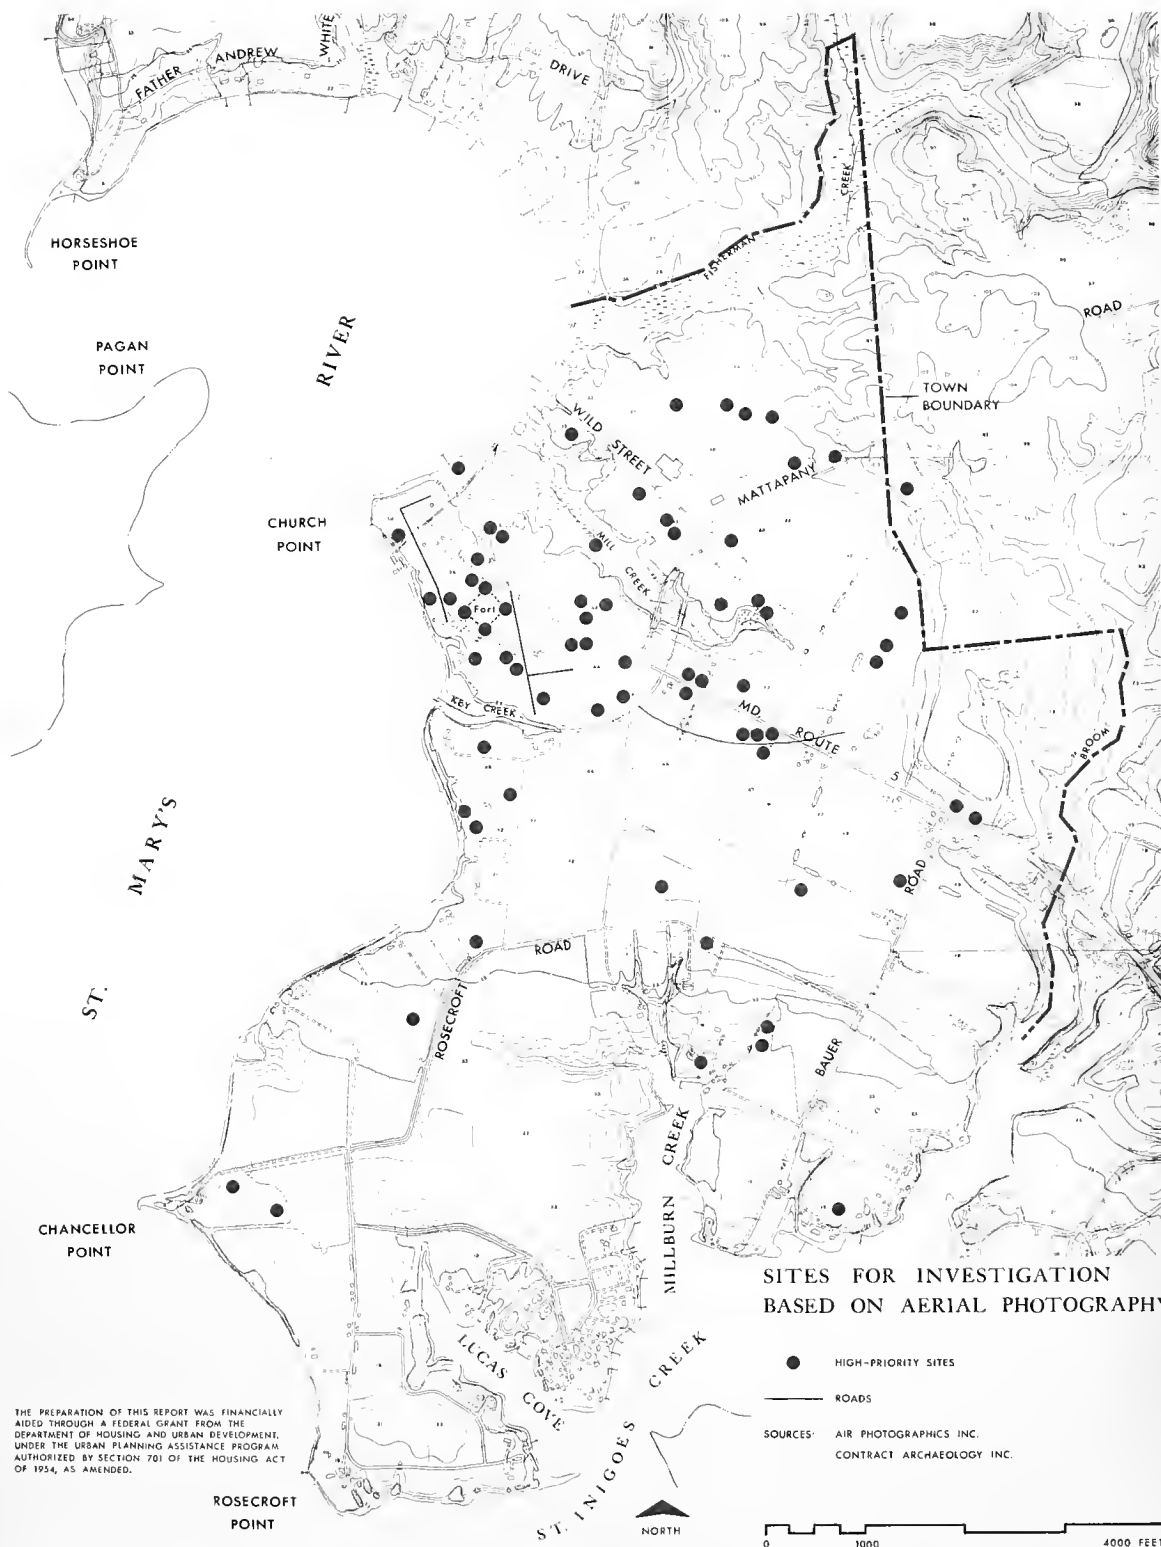 FATHER ANDREW WHITE
DRIVE
HORSESHOE
POINT
CREEK
FISHERMAN
ROAD
PAGAN
POINT
RIVER
TOWN
BOUNDARY
WILD STREET
MATTAPANY
CHURCH
POINT
MILL
CREEK
Fort
KEY CREEK
MD.
ROUTE
5
BROOM
ST. MARY'S
ROAD
ROAD
ROSECROFT
BAUER
MILLBURN CREEK
CHANCELLOR
POINT
LUCAS
COVE
ST. INIGOES CREEK
ROSECROFT
POINT
SITES FOR INVESTIGATION
BASED ON AERIAL PHOTOGRAPHY
HIGH-PRIORITY SITES
ROADS
SOURCES: AIR PHOTOGRAPHICS INC.
CONTRACT ARCHAEOLOGY INC.
THE PREPARATION OF THIS REPORT WAS FINANCIALLY
AIDED THROUGH A FEDERAL GRANT FROM THE
DEPARTMENT OF HOUSING AND URBAN DEVELOPMENT,
UNDER THE URBAN PLANNING ASSISTANCE PROGRAM
AUTHORIZED BY SECTION 701 OF THE HOUSING ACT
OF 1954, AS AMENDED.
NORTH
0 1000 4000 FEET